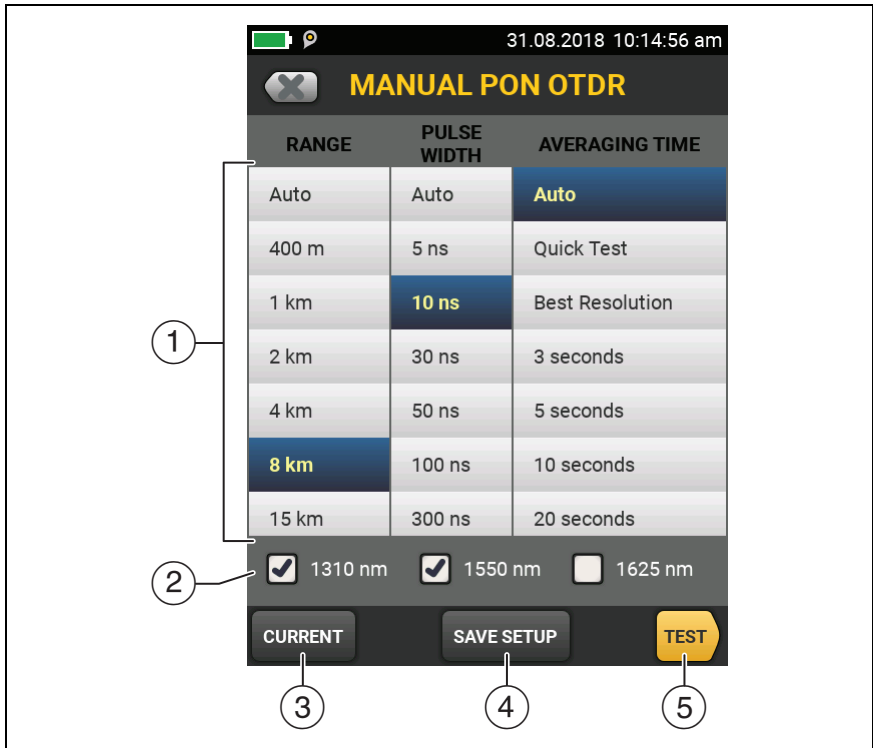 31.08.2018 10:14:56 am
MANUAL PON OTDR
RANGE PULSE WIDTH AVERAGING TIME
Auto Auto Auto
400 m 5 ns Quick Test
1 km 10 ns Best Resolution
2 km 30 ns 3 seconds
4 km 50 ns 5 seconds
8 km 100 ns 10 seconds
15 km 300 ns 20 seconds
1310 nm 1550 nm 1625 nm
CURRENT SAVE SETUP TEST
1
2
3 4 5